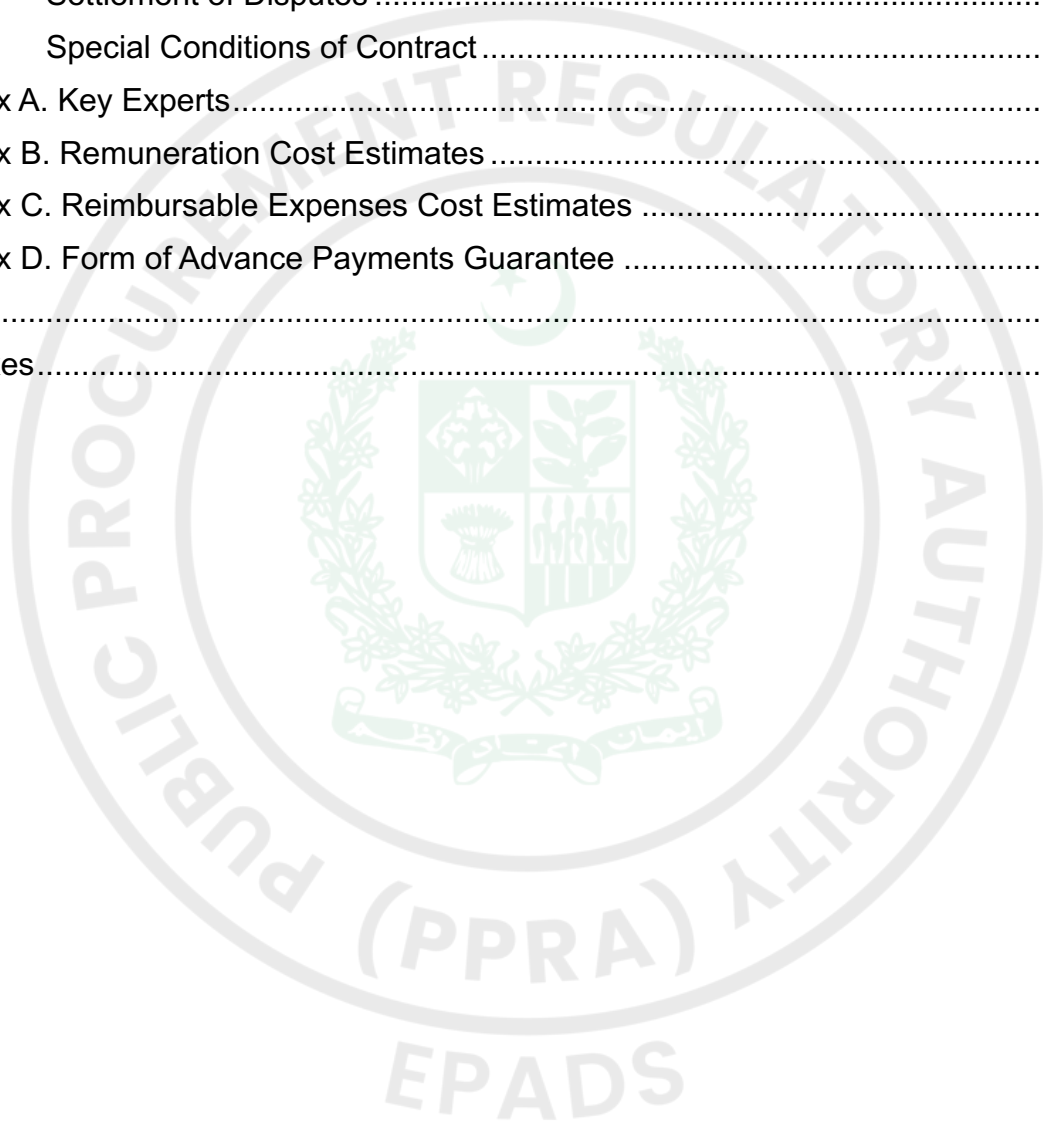 Settlement of Disputes ........................................................................
Special Conditions of Contract ........................................................................
x A. Key Experts ........................................................................
x B. Remuneration Cost Estimates ........................................................................
x C. Reimbursable Expenses Cost Estimates ........................................................................
x D. Form of Advance Payments Guarantee ........................................................................
........................................................................
es ........................................................................
PUBLIC PROCUREMENT REGULATORY AUTHORITY
(PPRA)
EPADS